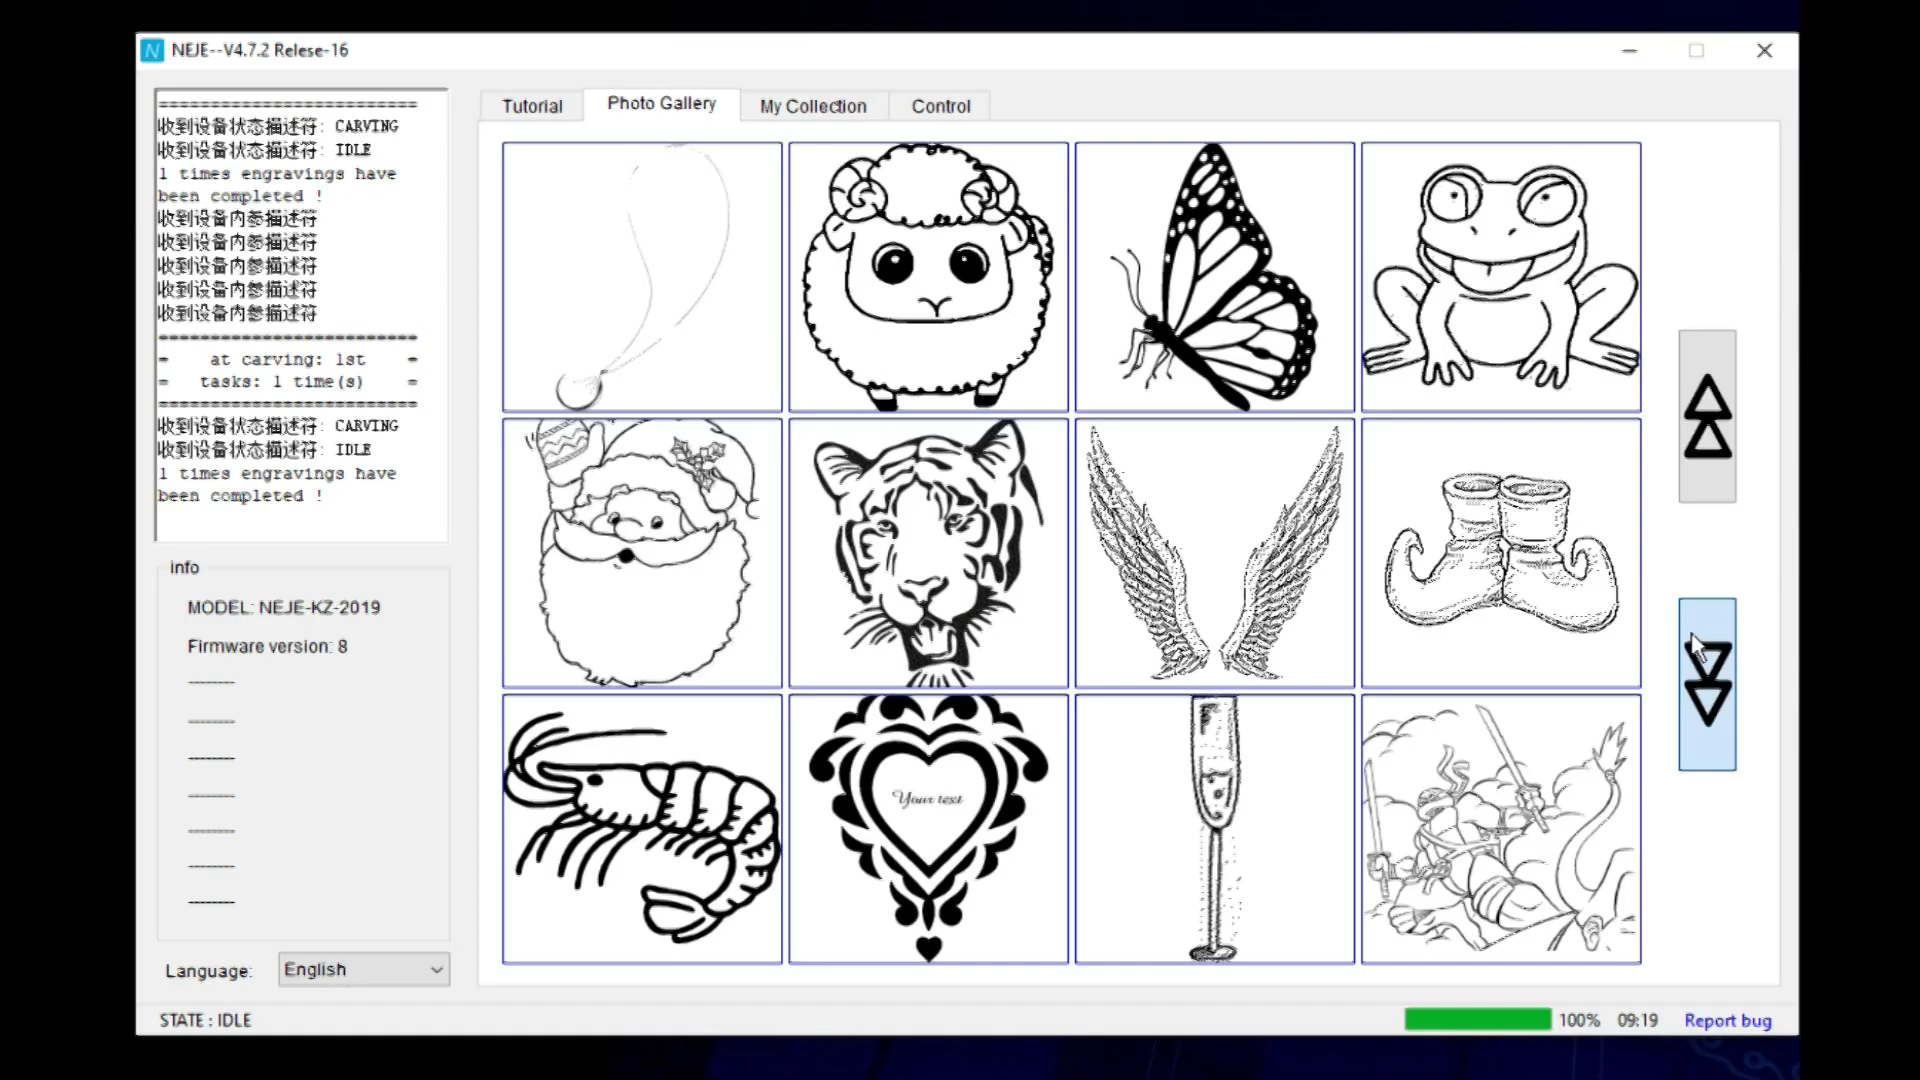 NEJE--V4.7.2 Relese-16
==========================
收到设备状态描述符: CARVING
收到设备状态描述符: IDLE
1 times engravings have
been completed !
收到设备内参描述符
收到设备内参描述符
收到设备内参描述符
收到设备内参描述符
收到设备内参描述符
==========================
= at carving: 1st =
= tasks: 1 time(s) =
==========================
收到设备状态描述符: CARVING
收到设备状态描述符: IDLE
1 times engravings have
been completed !
info
MODEL: NEJE-KZ-2019
Firmware version: 8
-------
-------
-------
-------
-------
-------
-------
Language:
English
Tutorial
Photo Gallery
My Collection
Control
Your text
STATE : IDLE
100%
09:19
Report bug